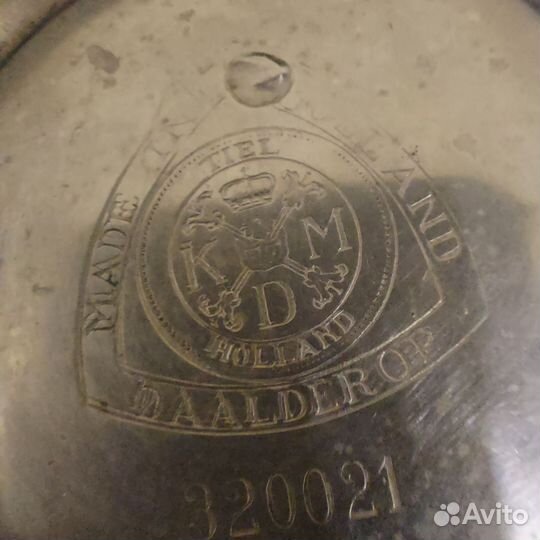 MADE IN HOLLAND
TIEL
K M
D
HOLLAND
DAALDEROP
320021
Avito